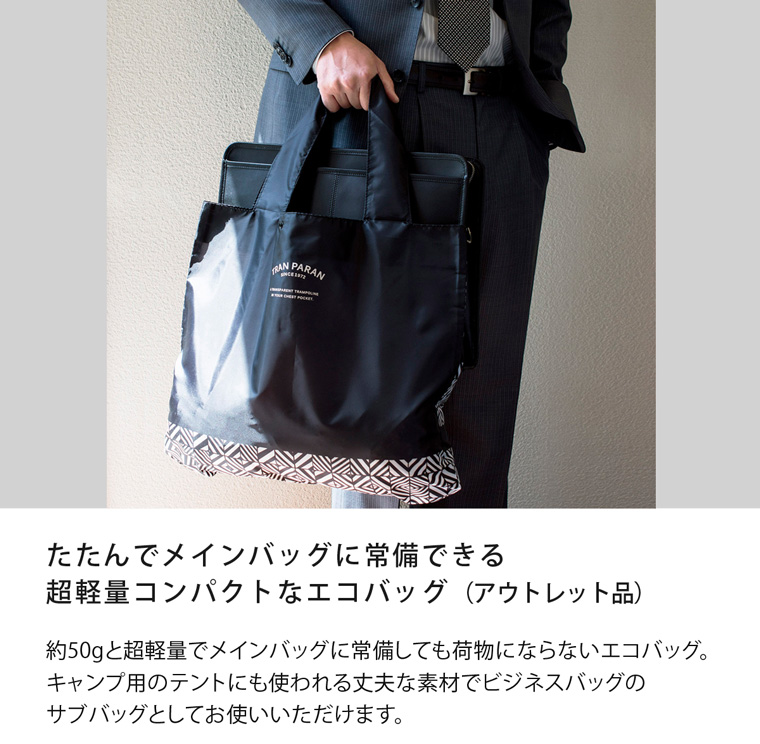 TRAN PARAN
SINCE 1972
TRANSPARENT TRAMPOLINE
IN YOUR CHEST POCKET.
たたんでメインバッグに常備できる
超軽量コンパクトなエコバッグ（アウトレット品）
約50gと超軽量でメインバッグに常備しても荷物にならないエコバッグ。
キャンプ用のテントにも使われる丈夫な素材でビジネスバッグの
サブバッグとしてお使いいただけます。